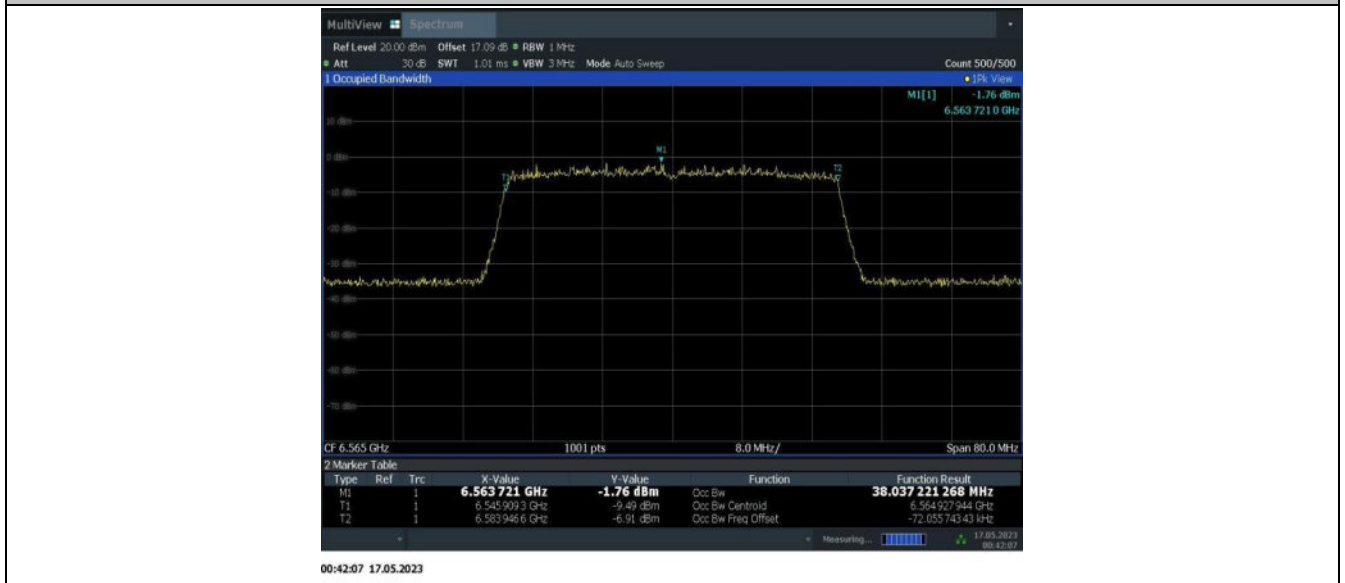 MultiView Spectrum
Ref Level 20.00 dBm Offset 17.09 dB RBW 1 MHz
Att 30 dB SWT 1.01 ms VBW 3 MHz Mode Auto Sweep Count 500/500
1 Occupied Bandwidth 1Pk View
M1[1] -1.76 dBm
6.563 721 0 GHz
10 dBm
M1
0 dBm
T1 T2
-10 dBm
-20 dBm
-30 dBm
-40 dBm
-50 dBm
-60 dBm
-70 dBm
CF 6.565 GHz 1001 pts 8.0 MHz/ Span 80.0 MHz
2 Marker Table
Type Ref Trc X-Value Y-Value Function Function Result
M1 1 6.563 721 GHz -1.76 dBm Occ Bw 38.037 221 268 MHz
T1 1 6.545 909 3 GHz -9.49 dBm Occ Bw Centroid 6.564 927 944 GHz
T2 1 6.583 946 6 GHz -6.91 dBm Occ Bw Freq Offset -72.055 743 43 kHz
Measuring... 17.05.2023
00:42:07
00:42:07 17.05.2023